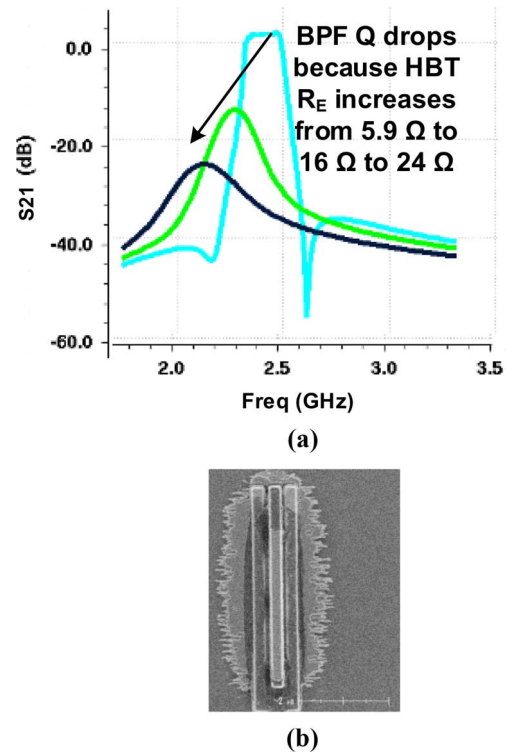 BPF Q drops
because HBT
RE increases
from 5.9 Ω to
16 Ω to 24 Ω
S21 (dB)
0.0
-20.0
-40.0
-60.0
2.0 2.5 3.0 3.5
Freq (GHz)
(a)
(b)